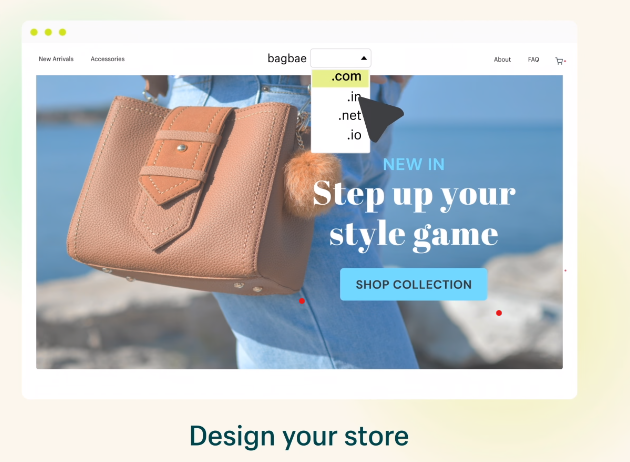 New Arrivals
Accessories
bagbae
About
FAQ
.com
.in
.net
.io
NEW IN
Step up your
style game
SHOP COLLECTION
Design your store